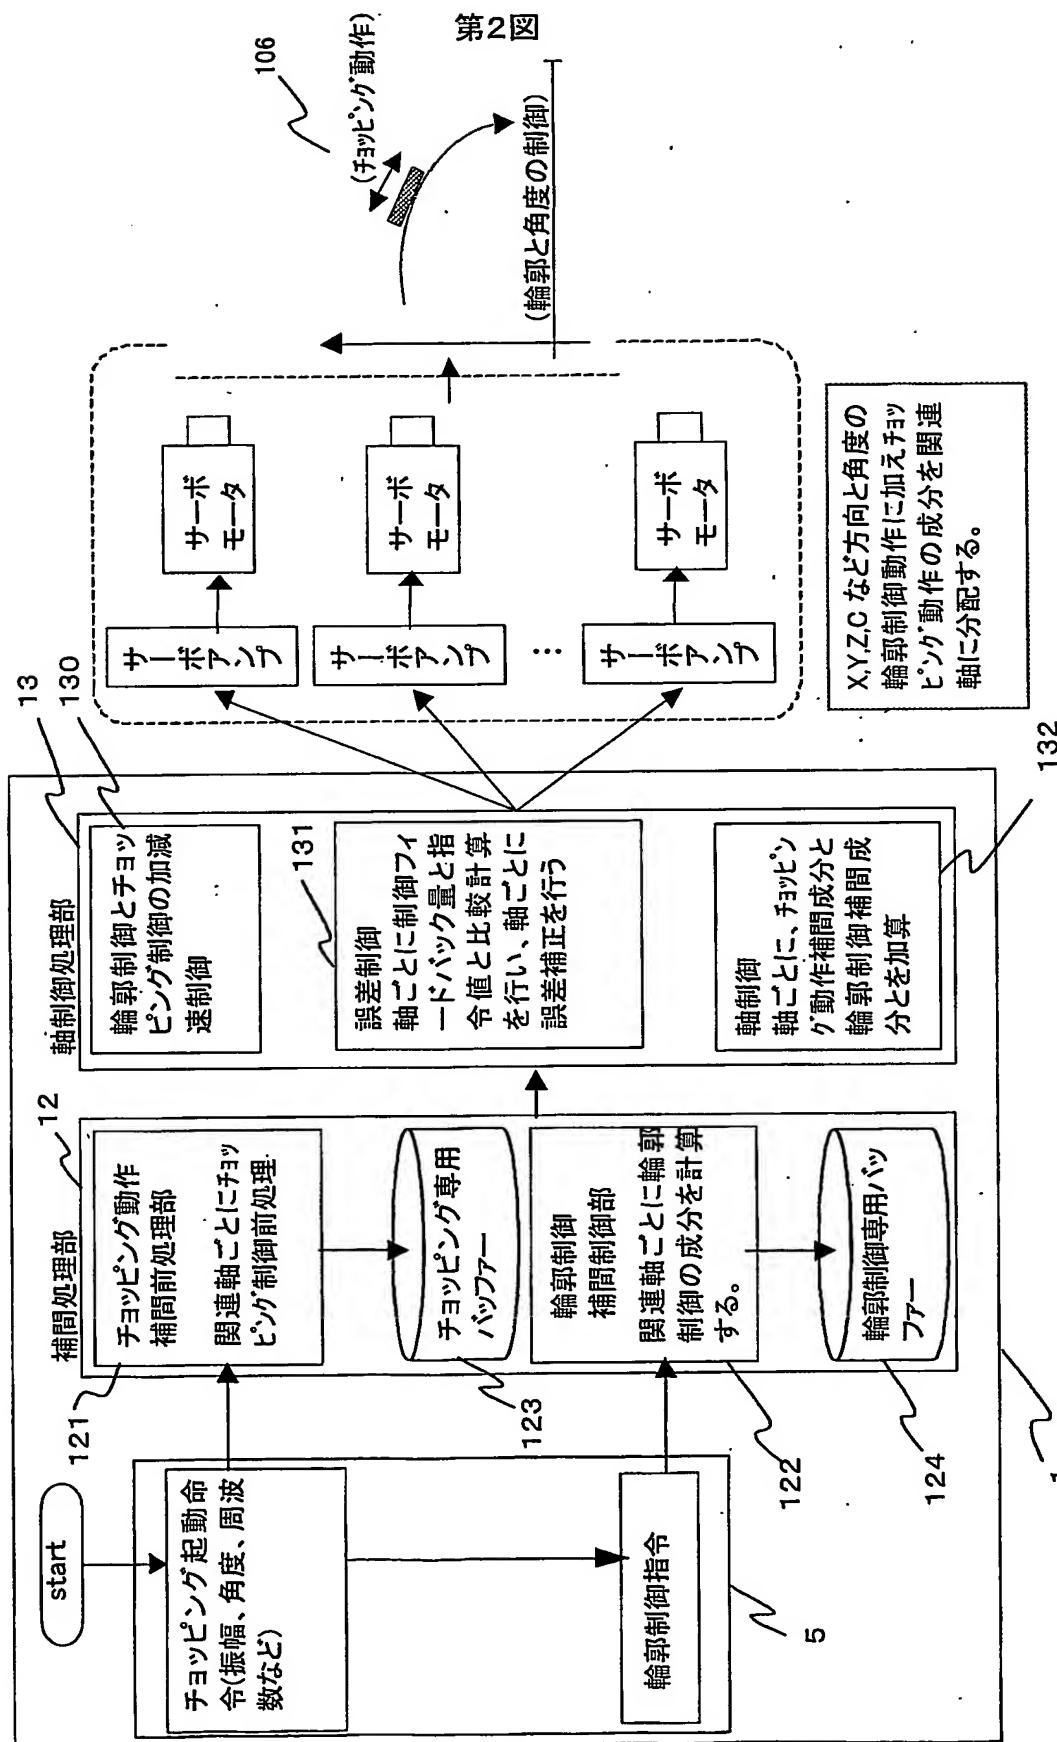 第2図
start
チョッピング起動命
令(振幅、角度、周波
数など)
輪郭制御指令
5
補間処理部
12
121
チョッピング動作
補間前処理部
関連軸ごとにチョッ
ピング制御前処理
チョッピング専用
バッファー
123
輪郭制御
補間制御部
関連軸ごとに輪郭
制御の成分を計算
する。
122
輪郭制御専用バッ
ファー
124
1
軸制御処理部
13
130
輪郭制御とチョッ
ピング制御の加減
速制御
131
誤差制御
軸ごとに制御フィ
ードバック量と指
令値と比較計算
を行い、軸ごとに
誤差補正を行う
軸制御
軸ごとに、チョッピン
グ動作補間成分と
輪郭制御補間成
分とを加算
132
サーボアンプ
サーボ
モータ
サーボアンプ
サーボ
モータ
サーボアンプ
サーボ
モータ
X,Y,Z,Cなど方向と角度の
輪郭制御動作に加えチョッ
ピング動作の成分を関連
軸に分配する。
106
(チョッピング動作)
(輪郭と角度の制御)